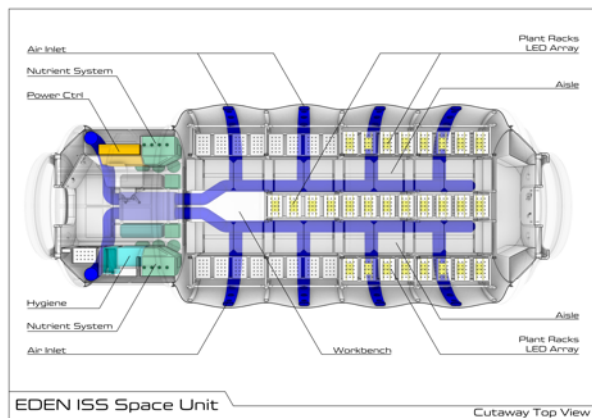 Air Inlet
Nutrient System
Power Ctrl
Plant Racks
LED Array
Aisle
Hygiene
Nutrient System
Air Inlet
Workbench
Aisle
Plant Racks
LED Array
EDEN ISS Space Unit
Cutaway Top View